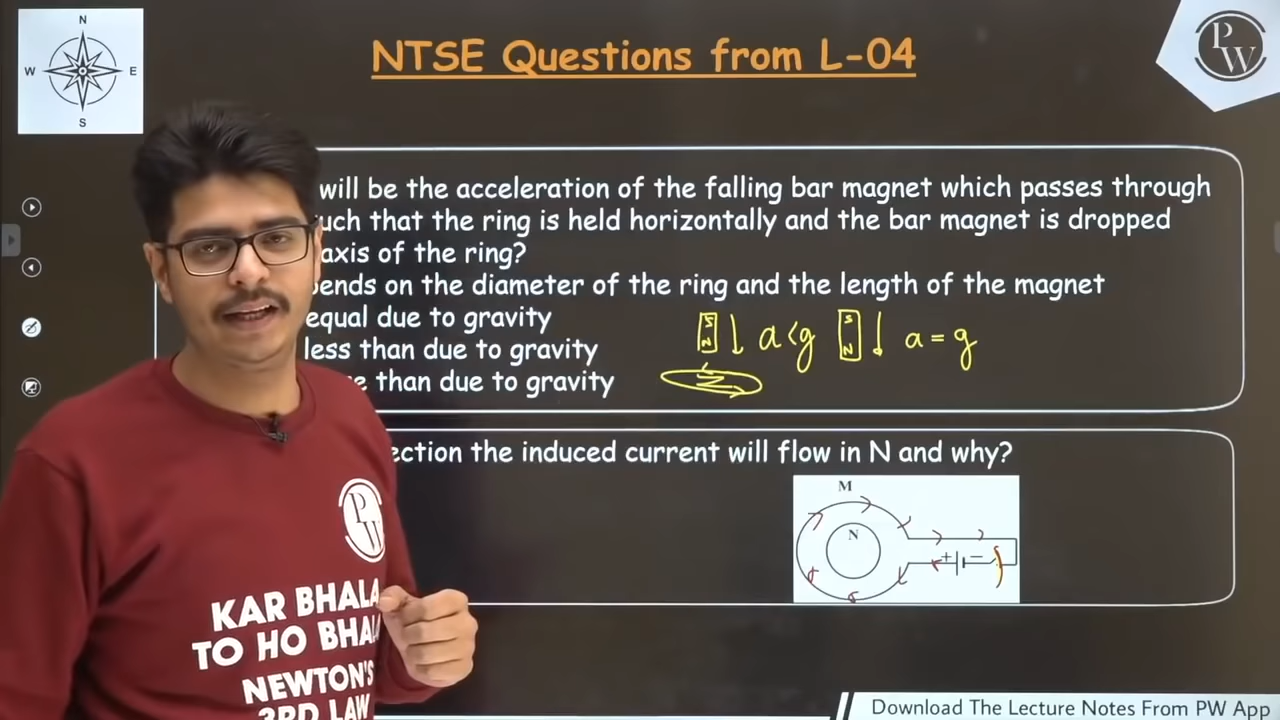 N
W E
S
NTSE Questions from L-04
PW
will be the acceleration of the falling bar magnet which passes through
such that the ring is held horizontally and the bar magnet is dropped
axis of the ring?
on the diameter of the ring and the length of the magnet
equal due to gravity
less than due to gravity
than due to gravity
S
N
a<g
S
N
a=g
N
the induced current will flow in N and why?
M
N
+ −
PW
KAR BHALA
TO HO BHALA
NEWTON'S
3RD LAW
Download The Lecture Notes From PW App